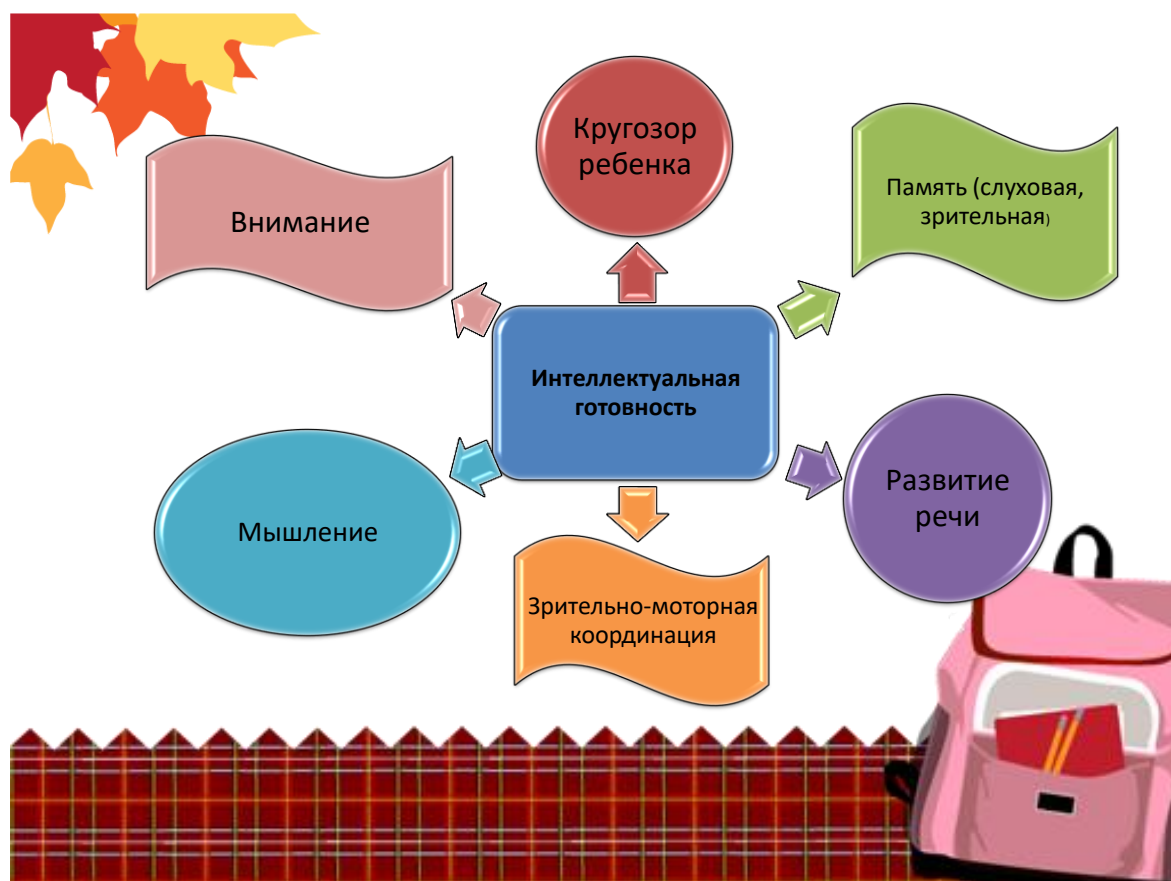 Кругозор
ребенка
Внимание
Память (слуховая,
зрительная)
Интеллектуальная
готовность
Мышление
Развитие
речи
Зрительно-моторная
координация